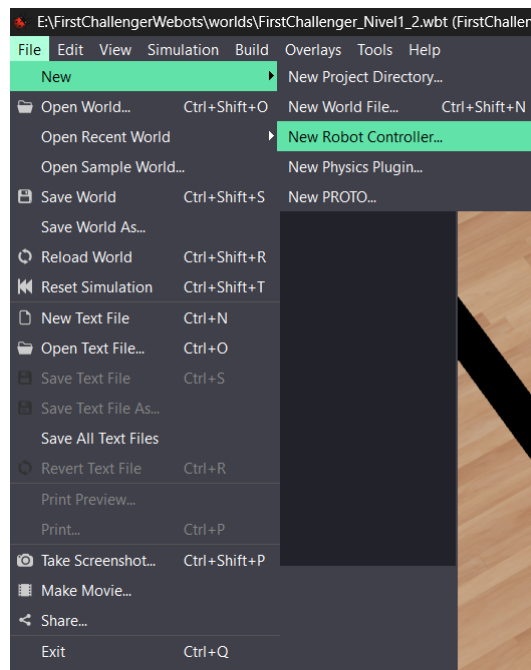 E:\FirstChallengerWebots\worlds\FirstChallenger_Nivel1_2.wbt (FirstChallen
File Edit View Simulation Build Overlays Tools Help
New
New Project Directory...
Open World... Ctrl+Shift+O
New World File... Ctrl+Shift+N
Open Recent World
New Robot Controller...
Open Sample World...
New Physics Plugin...
Save World Ctrl+Shift+S
New PROTO...
Save World As...
Reload World Ctrl+Shift+R
Reset Simulation Ctrl+Shift+T
New Text File Ctrl+N
Open Text File... Ctrl+O
Save Text File Ctrl+S
Save Text File As...
Save All Text Files
Revert Text File Ctrl+R
Print Preview...
Print... Ctrl+P
Take Screenshot... Ctrl+Shift+P
Make Movie...
Share...
Exit Ctrl+Q